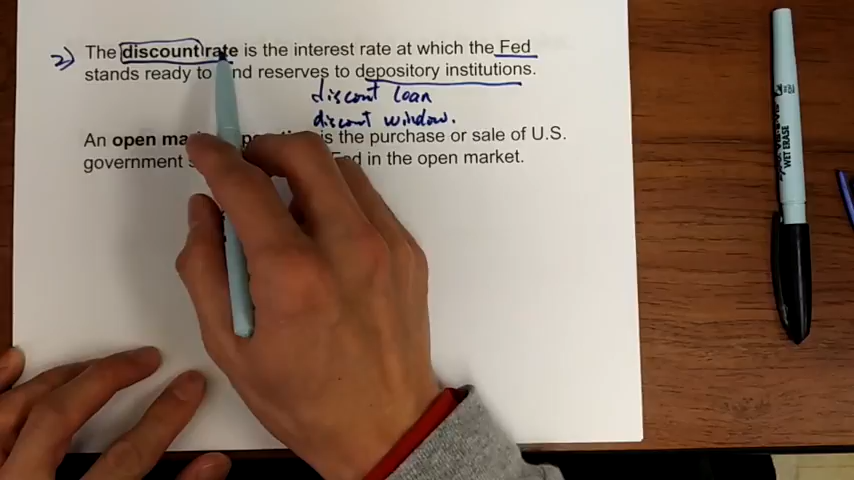 2) The discount rate is the interest rate at which the Fed
stands ready to nd reserves to depository institutions.
discount loan
discount window.
An open ma is the purchase or sale of U.S.
government in the open market.
WET ERASE